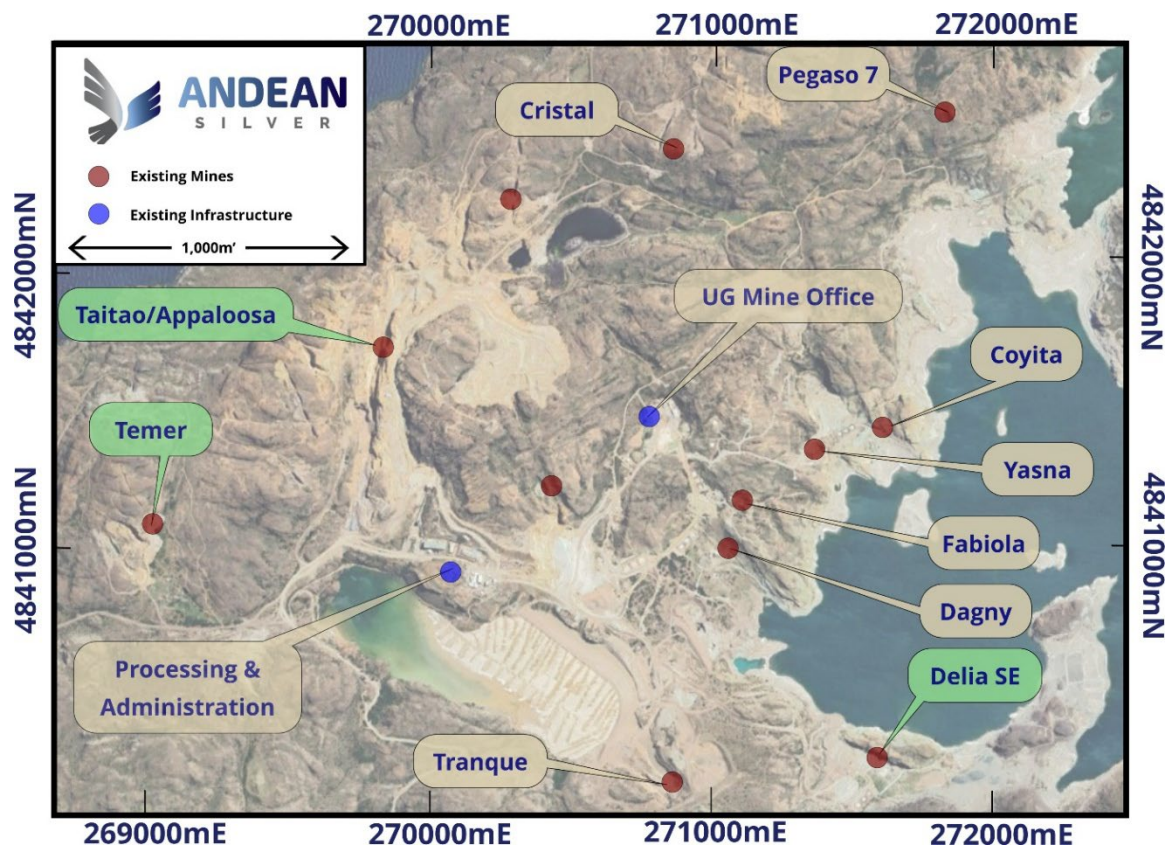 270000mE
271000mE
272000mE
ANDEAN
SILVER
Existing Mines
Existing Infrastructure
1,000m'
Pegaso 7
Cristal
4842000mN
4842000mN
UG Mine Office
Taitao/Appaloosa
Coyita
Temer
Yasna
4841000mN
4841000mN
Fabiola
Dagny
Processing &
Administration
Delia SE
Tranque
269000mE
270000mE
271000mE
272000mE